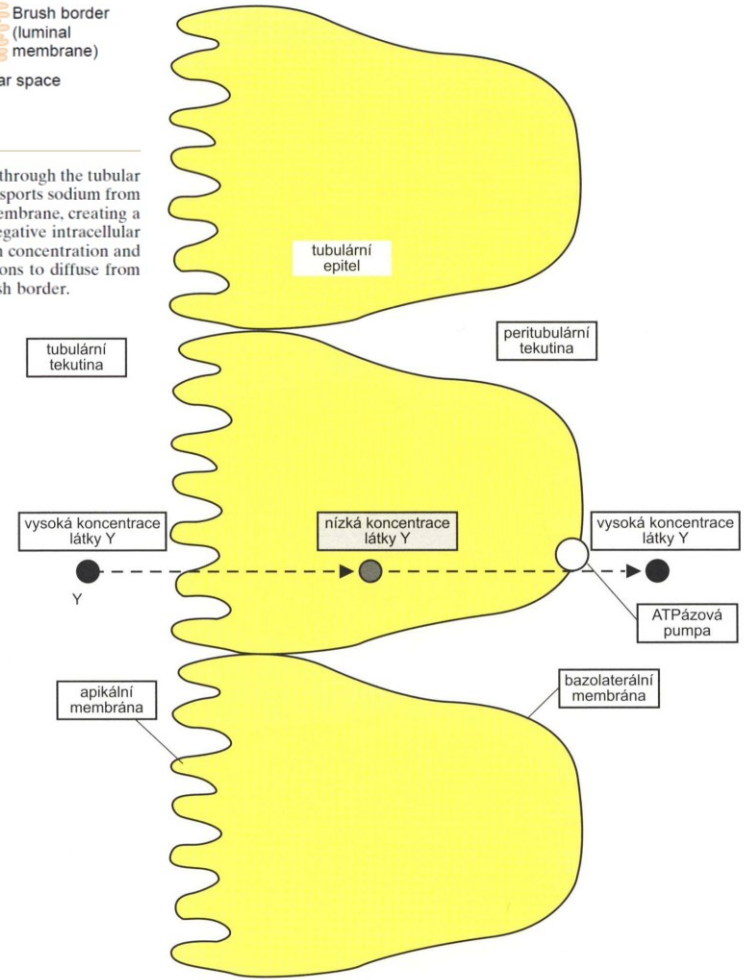 Brush border
(luminal
membrane)
ar space
through the tubular
sports sodium from
embrane, creating a
egative intracellular
n concentration and
ons to diffuse from
sh border.
tubulární
epitel
tubulární
tekutina
peritubulární
tekutina
vysoká koncentrace
látky Y
nízká koncentrace
látky Y
vysoká koncentrace
látky Y
Y
ATPázová
pumpa
apikální
membrána
bazolaterální
membrána